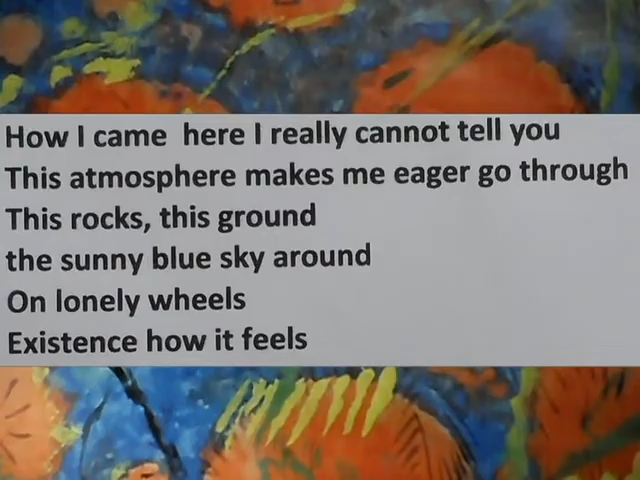 How I came  here I really cannot tell you
This atmosphere makes me eager go through
This rocks, this ground
the sunny blue sky around
On lonely wheels
Existence how it feels